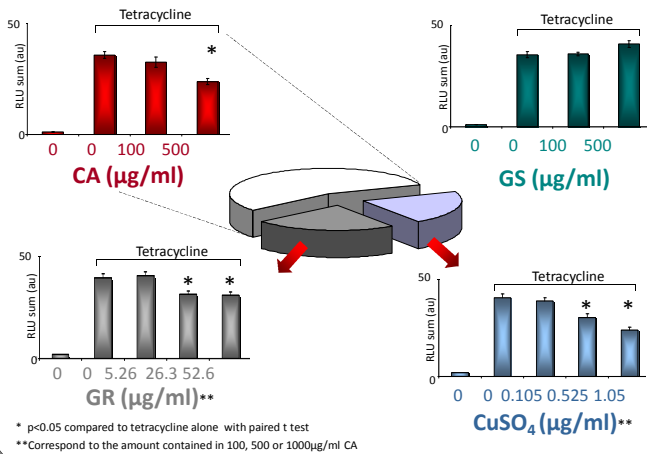 Tetracycline
RLU sum (au)
50
0
*
0 0 100 500
CA (µg/ml)
Tetracycline
RLU sum (au)
50
0
0 0 100 500
GS (µg/ml)
Tetracycline
RLU sum (au)
50
0
* *
0 0 5.26 26.3 52.6
GR (µg/ml)**
Tetracycline
RLU sum (au)
50
0
* *
0 0 0.105 0.525 1.05
CuSO4 (µg/ml)**
* p<0.05 compared to tetracycline alone with paired t test
**Correspond to the amount contained in 100, 500 or 1000µg/ml CA